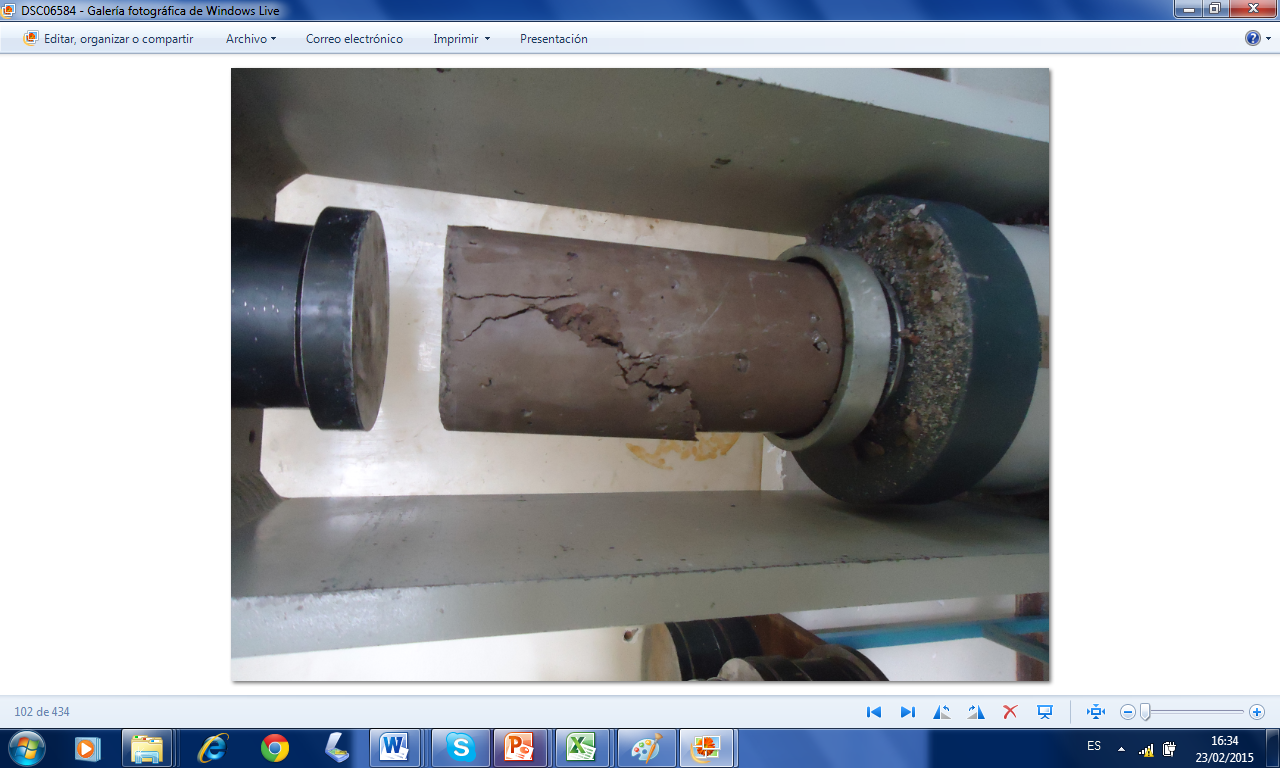 DSC06584 - Galería fotográfica de Windows Live
Editar, organizar o compartir Archivo Correo electrónico Imprimir Presentación
102 de 434
ES 16:34
23/02/2015